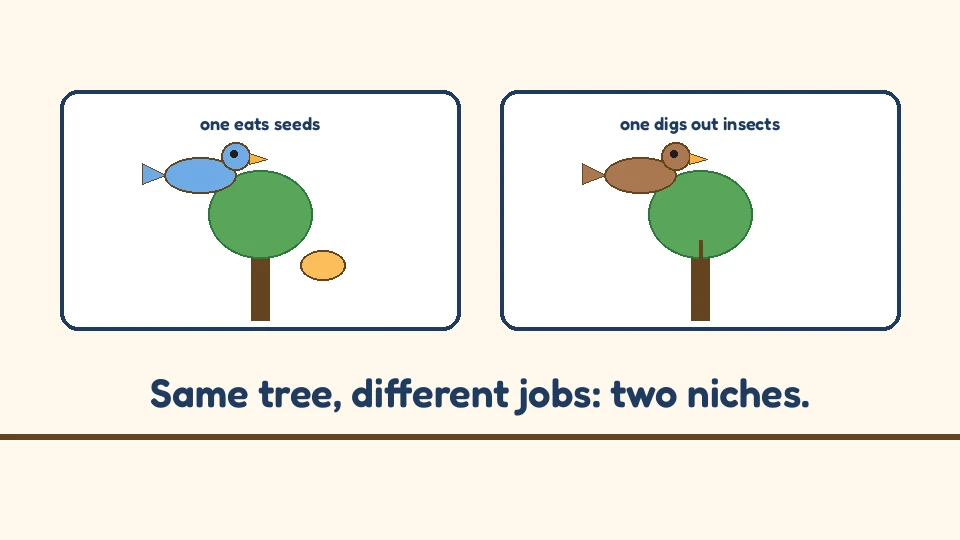 one eats seeds
one digs out insects
Same tree, different jobs: two niches.